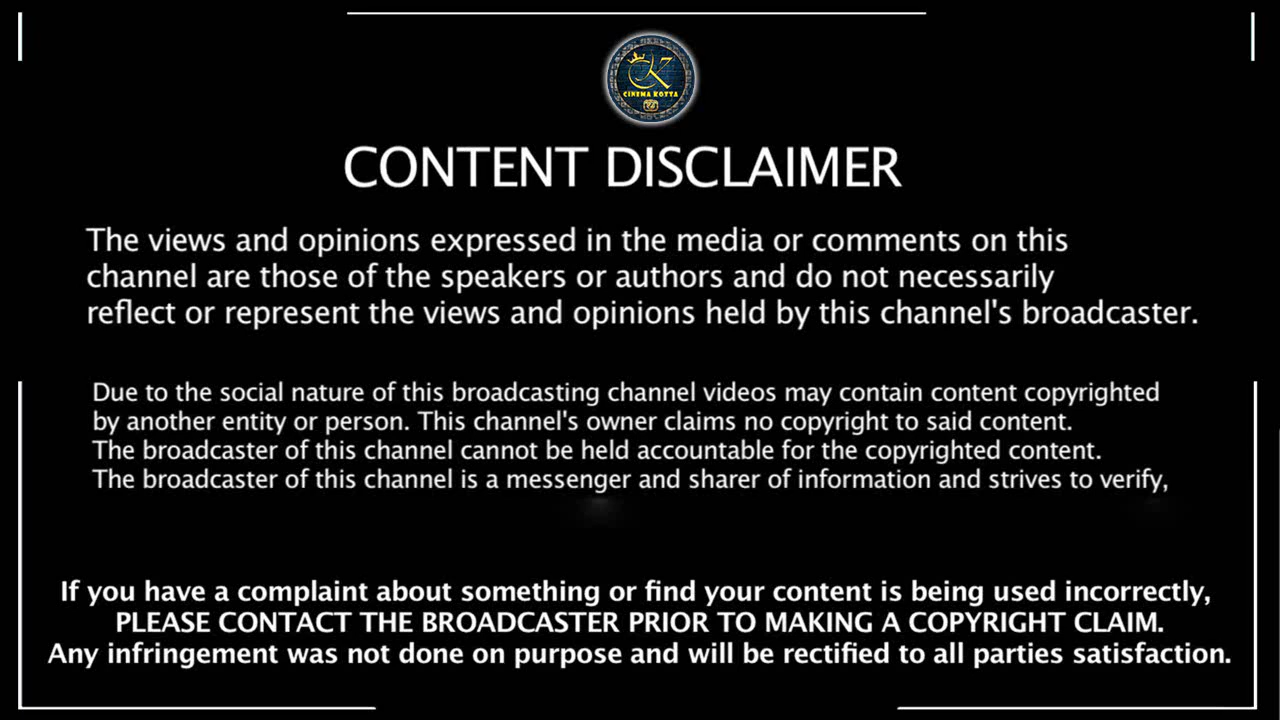 CK
CINEMA KOTTA
CONTENT DISCLAIMER
The views and opinions expressed in the media or comments on this
channel are those of the speakers or authors and do not necessarily
reflect or represent the views and opinions held by this channel's broadcaster.
Due to the social nature of this broadcasting channel videos may contain content copyrighted
by another entity or person. This channel's owner claims no copyright to said content.
The broadcaster of this channel cannot be held accountable for the copyrighted content.
The broadcaster of this channel is a messenger and sharer of information and strives to verify,
If you have a complaint about something or find your content is being used incorrectly,
PLEASE CONTACT THE BROADCASTER PRIOR TO MAKING A COPYRIGHT CLAIM.
Any infringement was not done on purpose and will be rectified to all parties satisfaction.